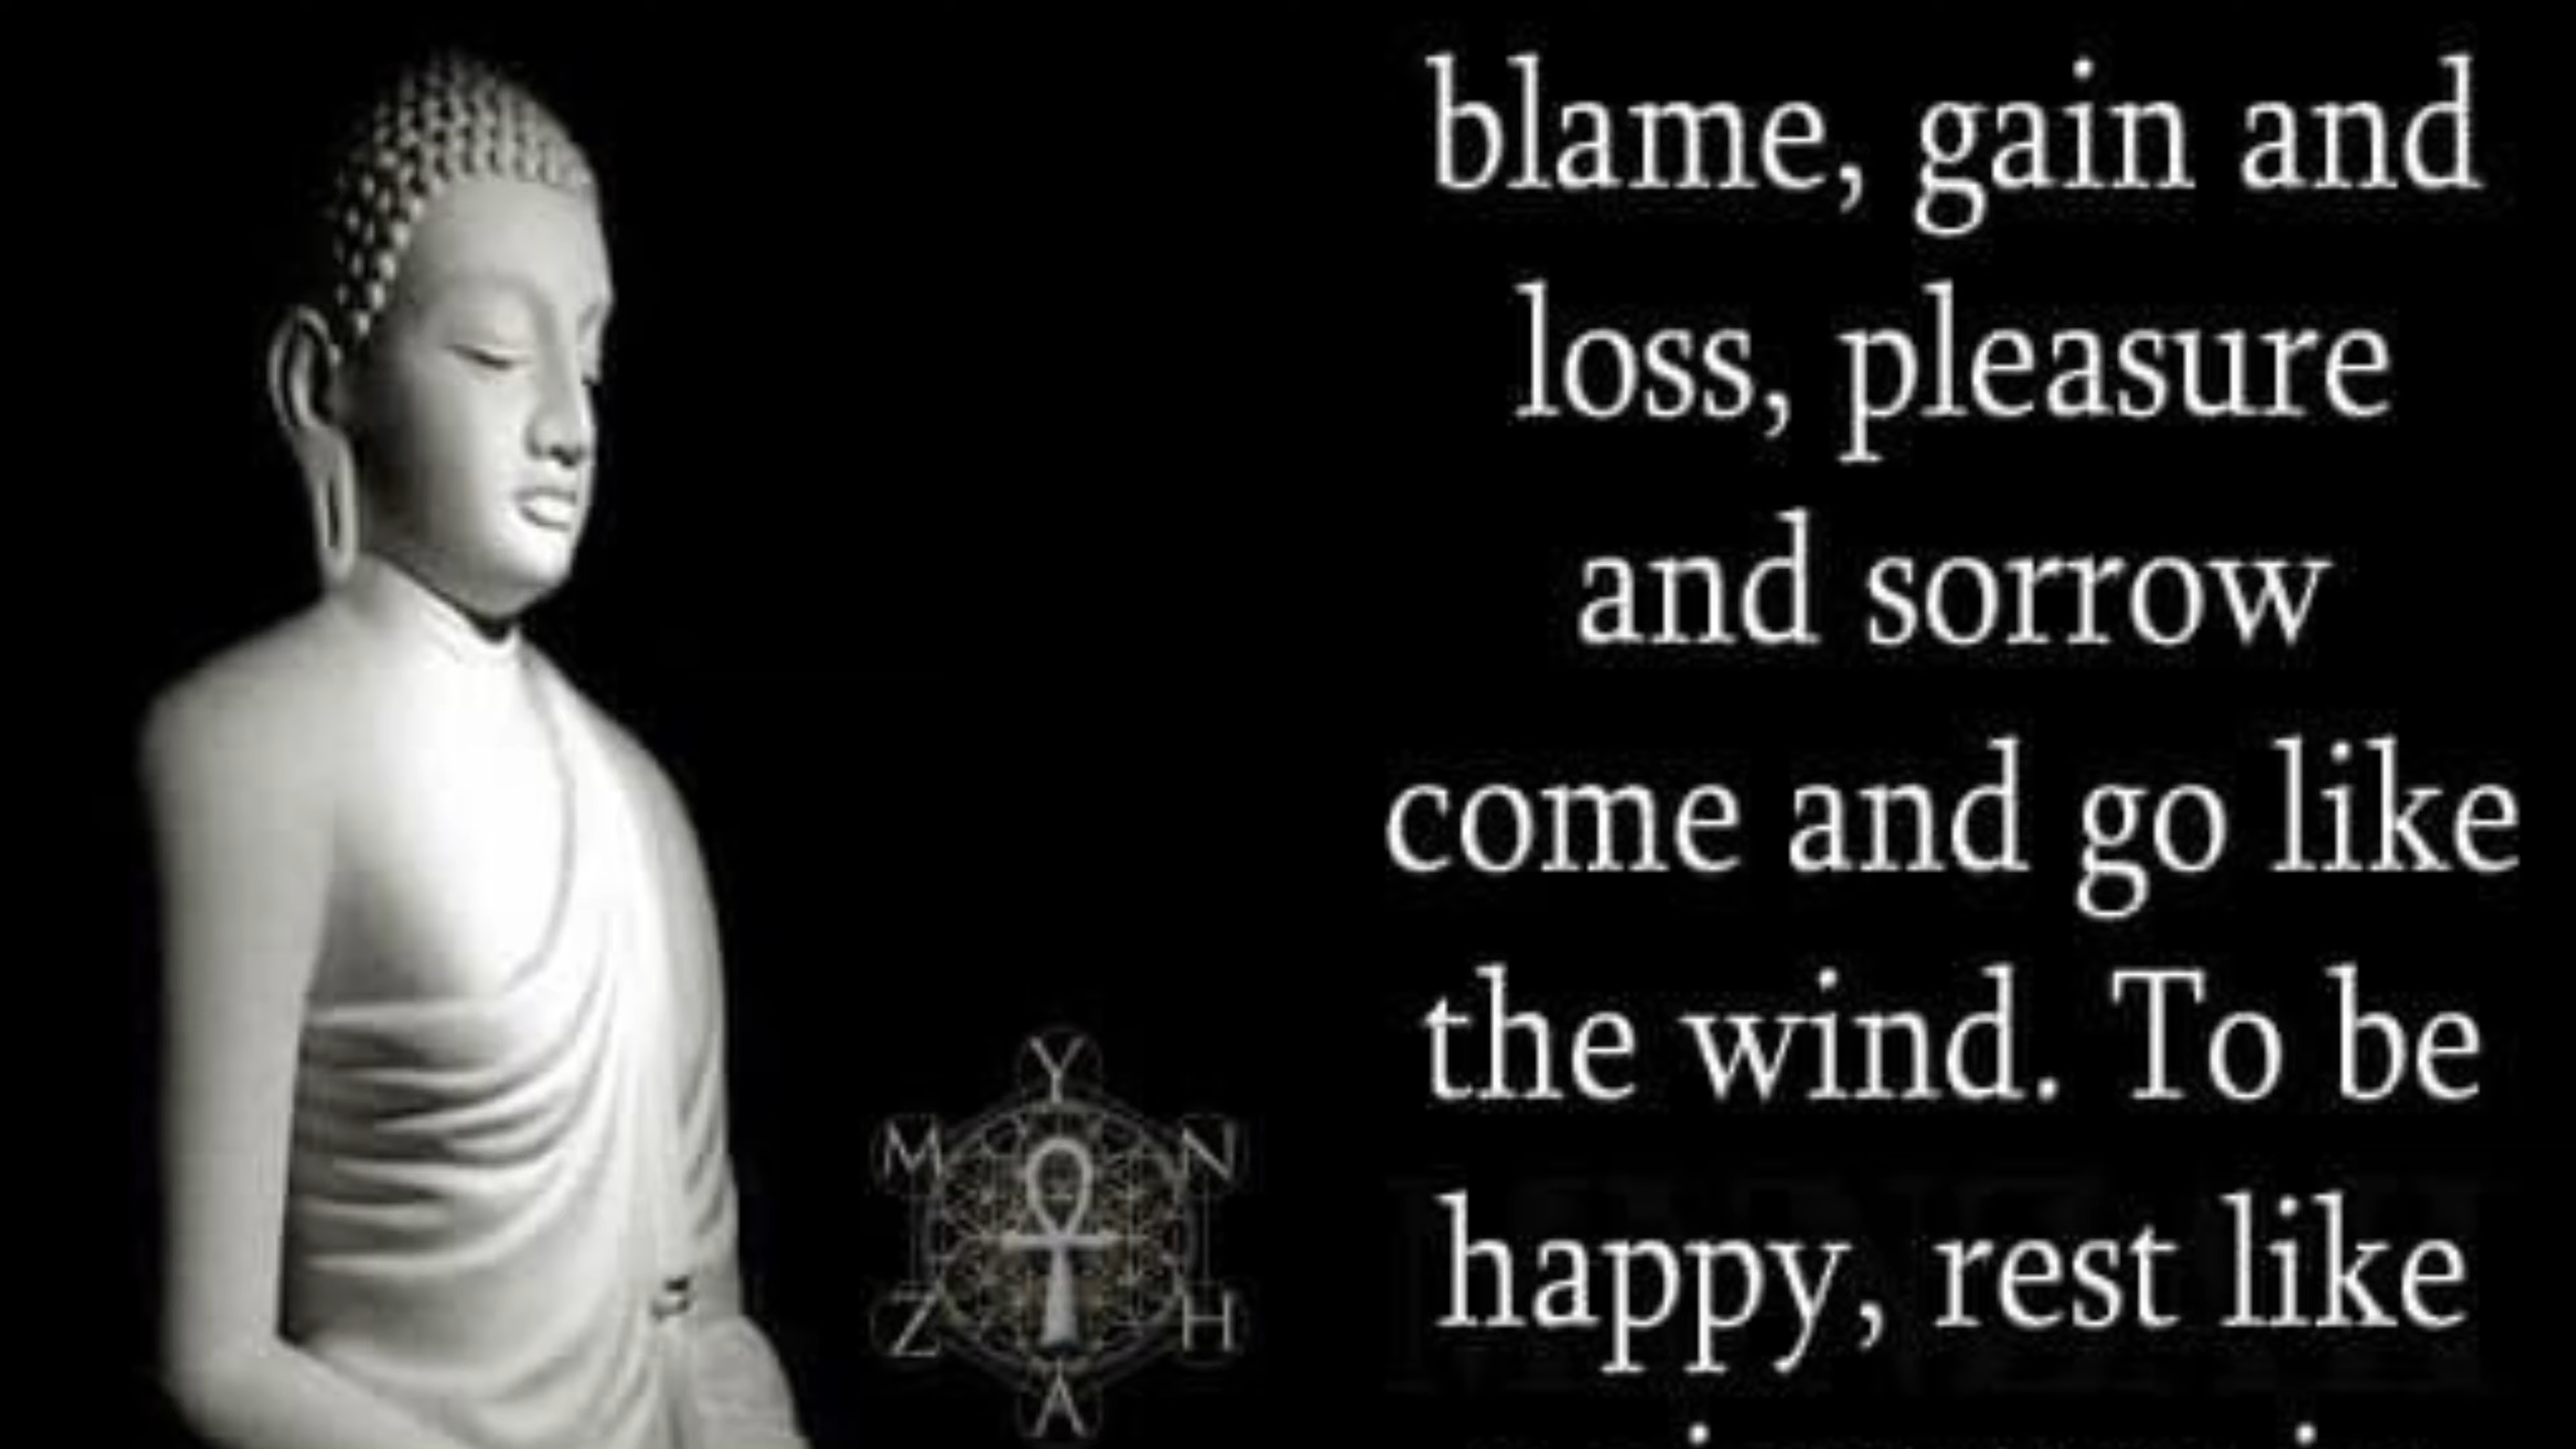 blame, gain and
loss, pleasure
and sorrow
come and go like
the wind. To be
happy, rest like
Y
M N
Z H
A